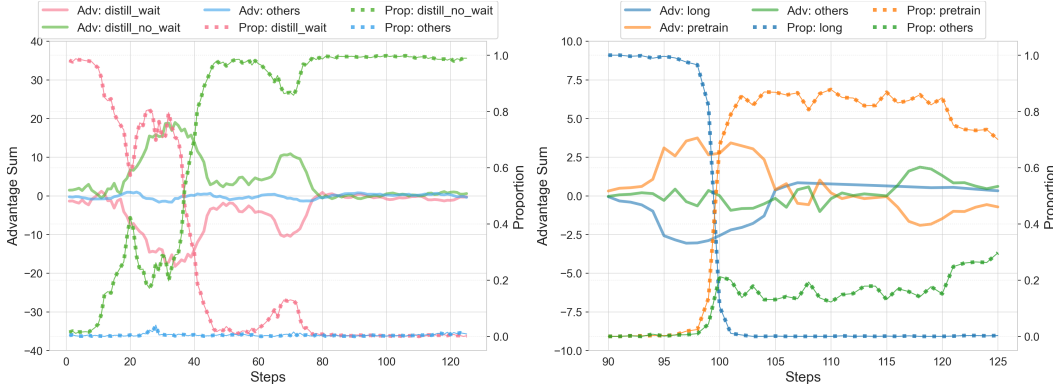 Adv: distill_wait
Adv: others
Prop: distill_no_wait
Adv: distill_no_wait
Prop: distill_wait
Prop: others
40
30
20
10
0
−10
−20
−30
−40
Advantage Sum
1.0
0.8
0.6
0.4
0.2
0.0
Proportion
0 20 40 60 80 100 120
Steps
Adv: long
Adv: others
Prop: pretrain
Adv: pretrain
Prop: long
Prop: others
10.0
7.5
5.0
2.5
0.0
−2.5
−5.0
−7.5
−10.0
Advantage Sum
1.0
0.8
0.6
0.4
0.2
0.0
Proportion
90 95 100 105 110 115 120 125
Steps